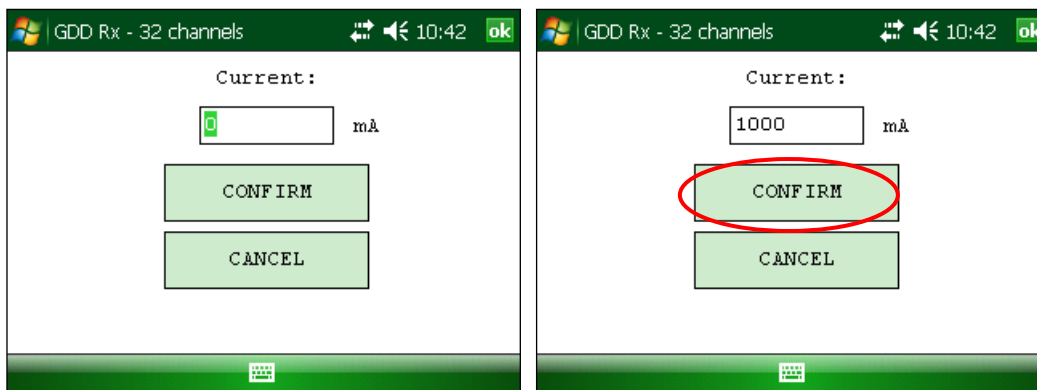 GDD Rx - 32 channels 10:42 ok
Current:
0 mA
CONFIRM
CANCEL
GDD Rx - 32 channels 10:42 ok
Current:
1000 mA
CONFIRM
CANCEL